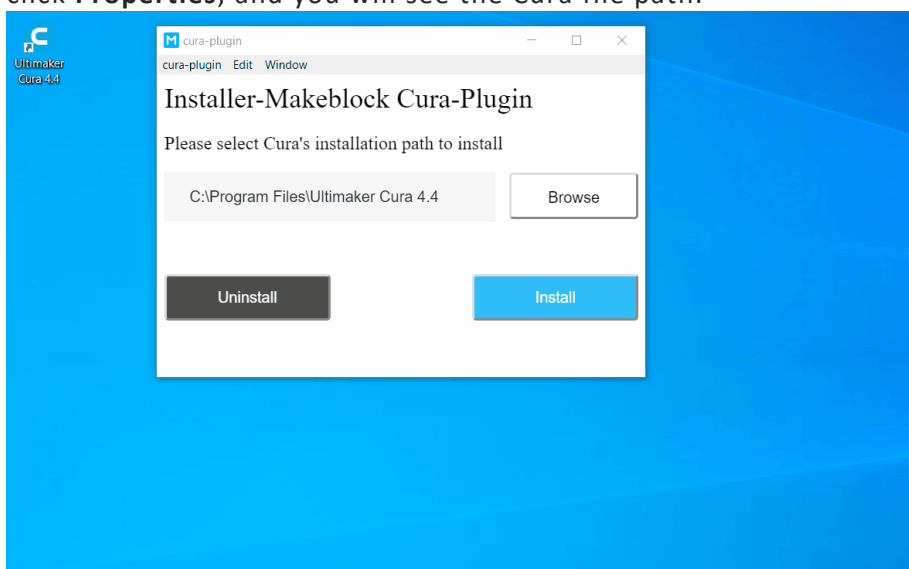 click Properties, and you will see the Cura file path.
Ultimaker
Cura 4.4
cura-plugin
cura-plugin Edit Window
Installer-Makeblock Cura-Plugin
Please select Cura's installation path to install
C:\Program Files\Ultimaker Cura 4.4
Browse
Uninstall
Install